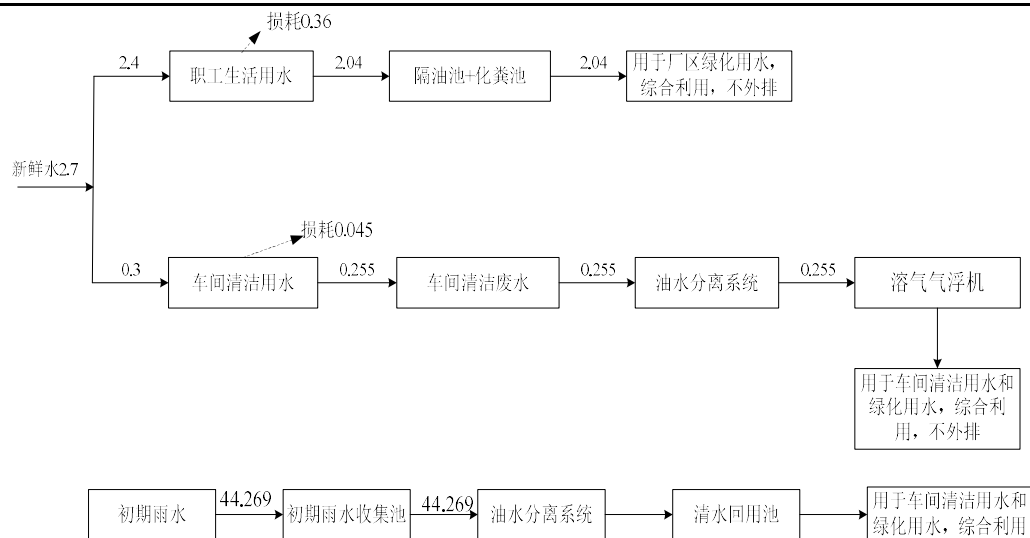 损耗0.36
2.4
职工生活用水
2.04
隔油池+化粪池
2.04
用于厂区绿化用水，
综合利用，不外排
新鲜水2.7
损耗0.045
0.3
车间清洁用水
0.255
车间清洁废水
0.255
油水分离系统
0.255
溶气气浮机
用于车间清洁用水和
绿化用水，综合利
用，不外排
初期雨水
44.269
初期雨水收集池
44.269
油水分离系统
清水回用池
用于车间清洁用水和
绿化用水，综合利用